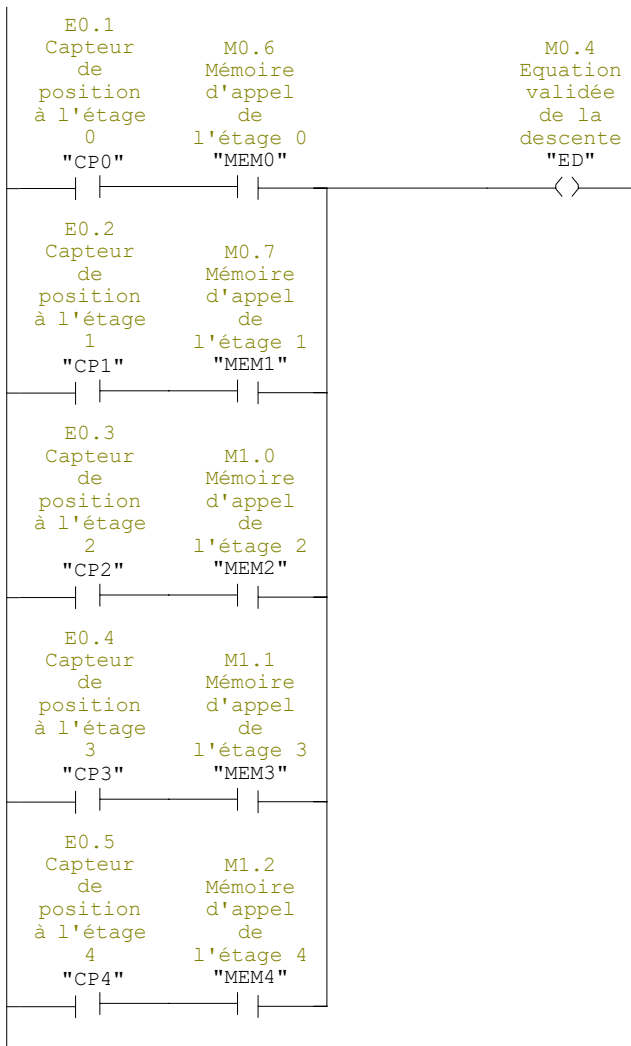 E0.1
Capteur
de
position
à l'étage
0
"CP0"
M0.6
Mémoire
d'appel
de
l'étage 0
"MEM0"
M0.4
Equation
validée
de la
descente
"ED"
E0.2
Capteur
de
position
à l'étage
1
"CP1"
M0.7
Mémoire
d'appel
de
l'étage 1
"MEM1"
E0.3
Capteur
de
position
à l'étage
2
"CP2"
M1.0
Mémoire
d'appel
de
l'étage 2
"MEM2"
E0.4
Capteur
de
position
à l'étage
3
"CP3"
M1.1
Mémoire
d'appel
de
l'étage 3
"MEM3"
E0.5
Capteur
de
position
à l'étage
4
"CP4"
M1.2
Mémoire
d'appel
de
l'étage 4
"MEM4"